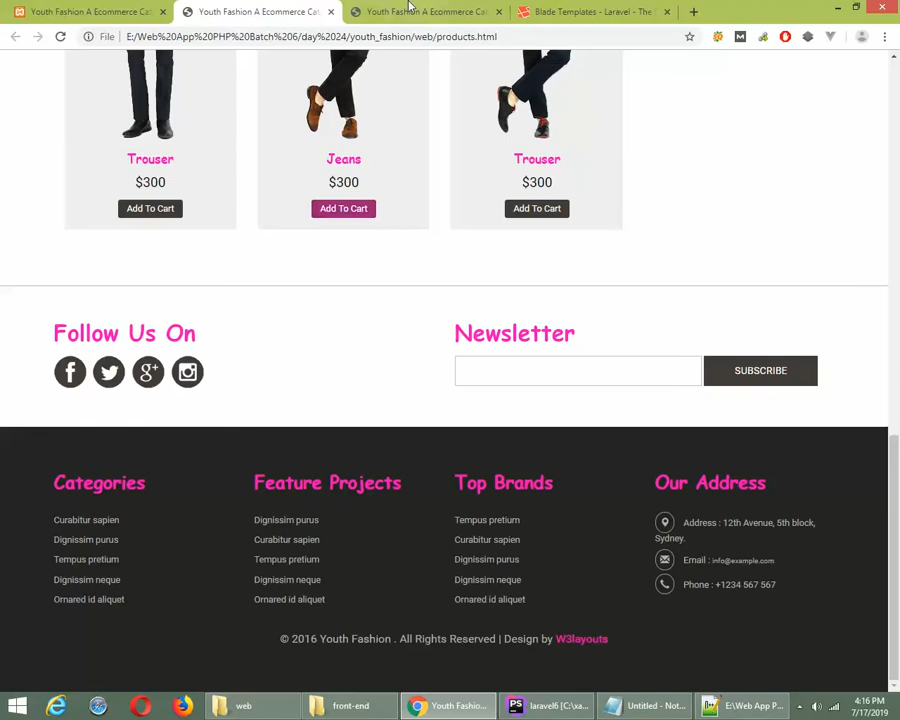 Youth Fashion A Ecommerce Cat
Youth Fashion A Ecommerce Cat
Youth Fashion A Ecommerce Cat
Blade Templates - Laravel - The
File
E:/Web%20App%20PHP%20Batch%206/day%2024/youth_fashion/web/products.html
Trouser
Jeans
Trouser
$300
$300
$300
Add To Cart
Add To Cart
Add To Cart
Follow Us On
Newsletter
SUBSCRIBE
Categories
Feature Projects
Top Brands
Our Address
Curabitur sapien
Dignissim purus
Tempus pretium
Dignissim neque
Ornared id aliquet
Dignissim purus
Curabitur sapien
Tempus pretium
Dignissim neque
Ornared id aliquet
Tempus pretium
Curabitur sapien
Dignissim purus
Dignissim neque
Ornared id aliquet
Address : 12th Avenue, 5th block,
Sydney.
Email : info@example.com
Phone : +1234 567 567
© 2016 Youth Fashion . All Rights Reserved | Design by W3layouts
web
front-end
Youth Fashio...
laravel6 [C:\xa...
Untitled - Not...
E:\Web App P...
4:16 PM
7/17/2019